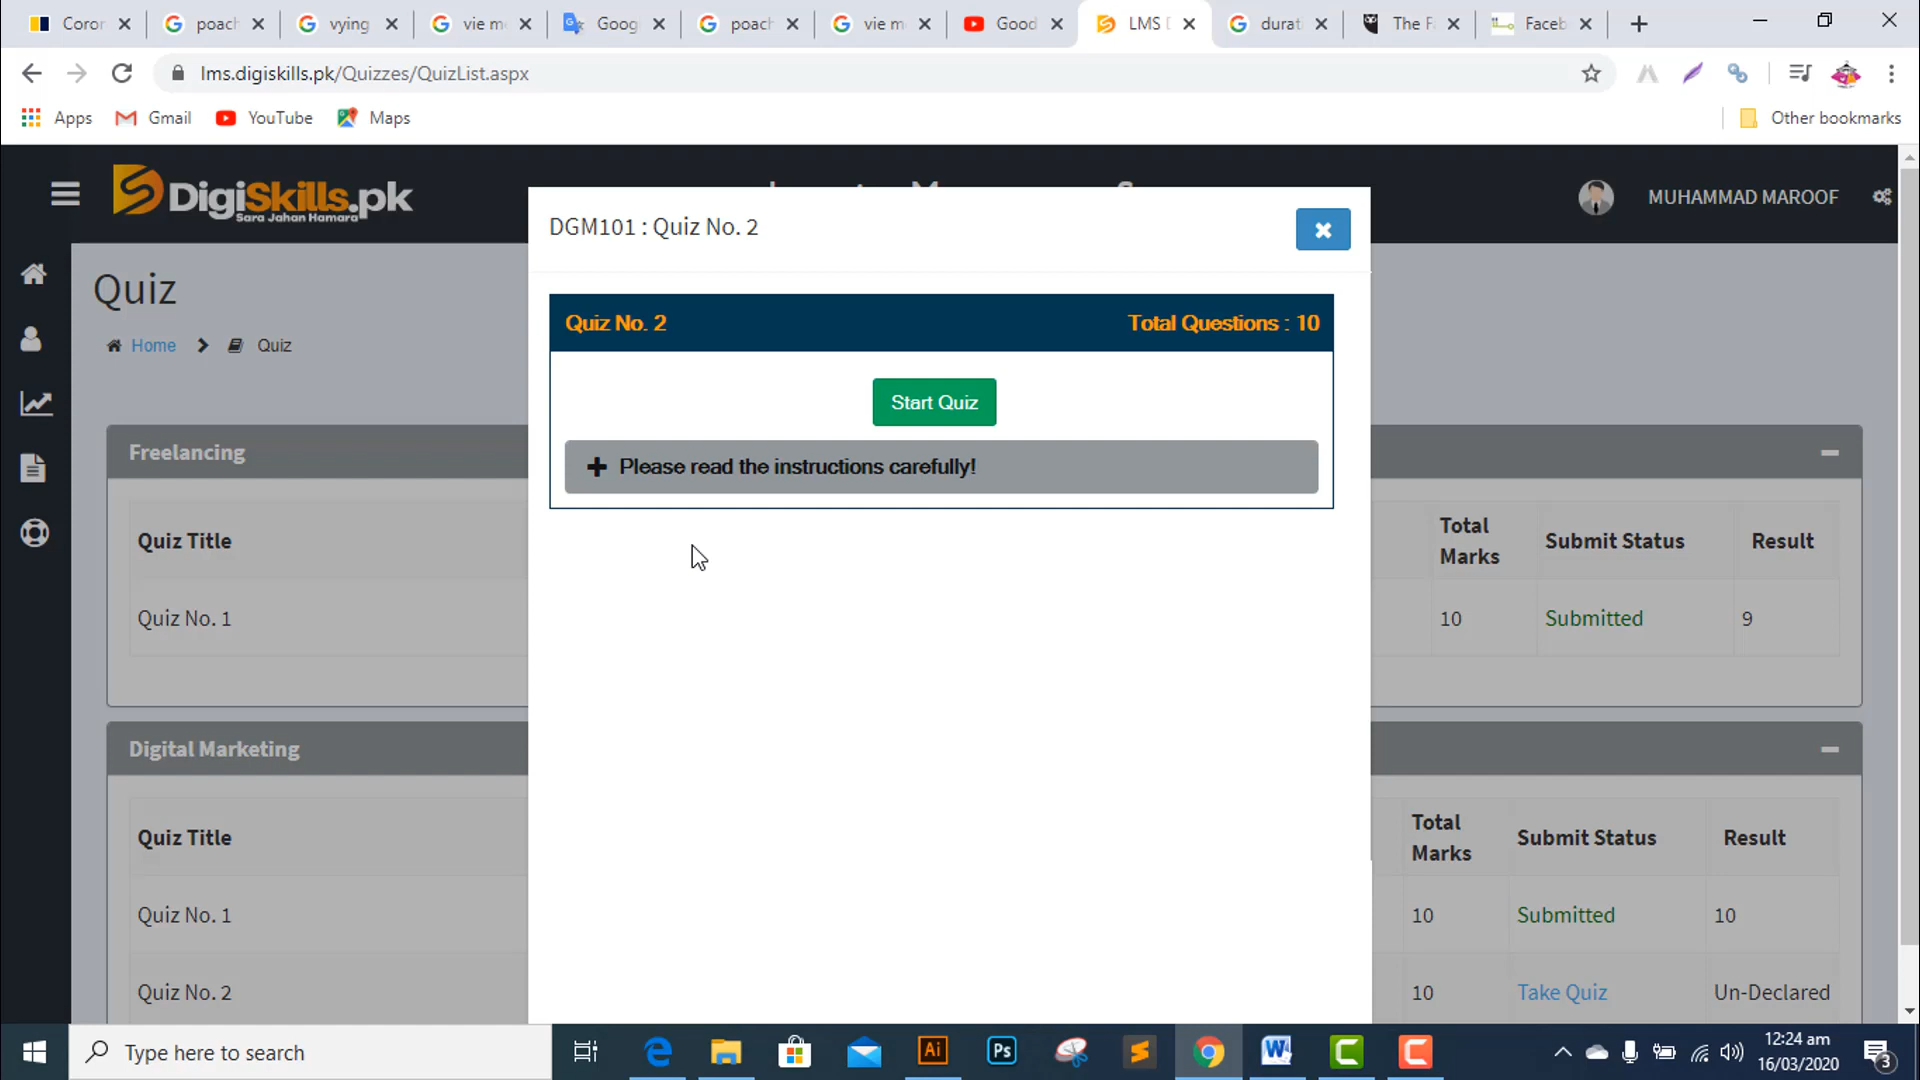 Coron
poach
vying
vie m
Goog
poach
vie m
Good
LMS D
durati
The F
Faceb
lms.digiskills.pk/Quizzes/QuizList.aspx
Apps
Gmail
YouTube
Maps
Other bookmarks
DigiSkills.pk
Sara Jahan Hamara
MUHAMMAD MAROOF
DGM101 : Quiz No. 2
Quiz
Home
Quiz
Quiz No. 2
Total Questions : 10
Start Quiz
Please read the instructions carefully!
Freelancing
Quiz Title
Total Marks
Submit Status
Result
Quiz No. 1
10
Submitted
9
Digital Marketing
Quiz Title
Total Marks
Submit Status
Result
Quiz No. 1
10
Submitted
10
Quiz No. 2
10
Take Quiz
Un-Declared
Type here to search
Ai
Ps
12:24 am
16/03/2020
3